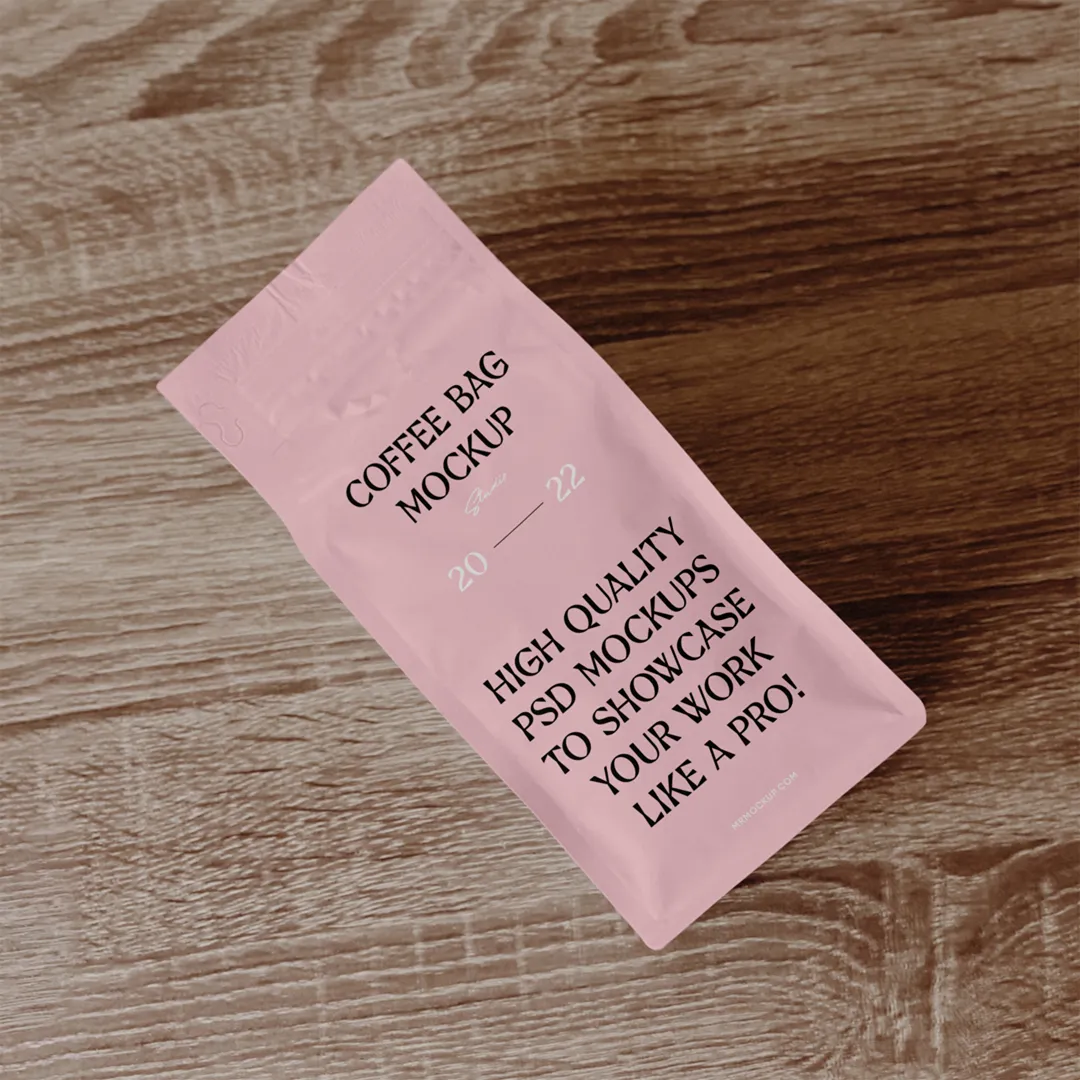 COFFEE BAG
MOCKUP
Studio
20 — 22
HIGH QUALITY
PSD MOCKUPS
TO SHOWCASE
YOUR WORK
LIKE A PRO!
MRMOCKUP.COM